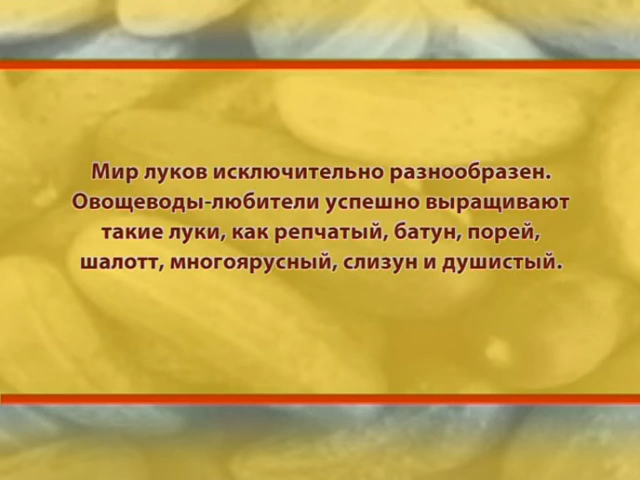 Мир луков исключительно разнообразен.
Овощеводы-любители успешно выращивают
такие луки, как репчатый, батун, порей,
шалотт, многоярусный, слизун и душистый.